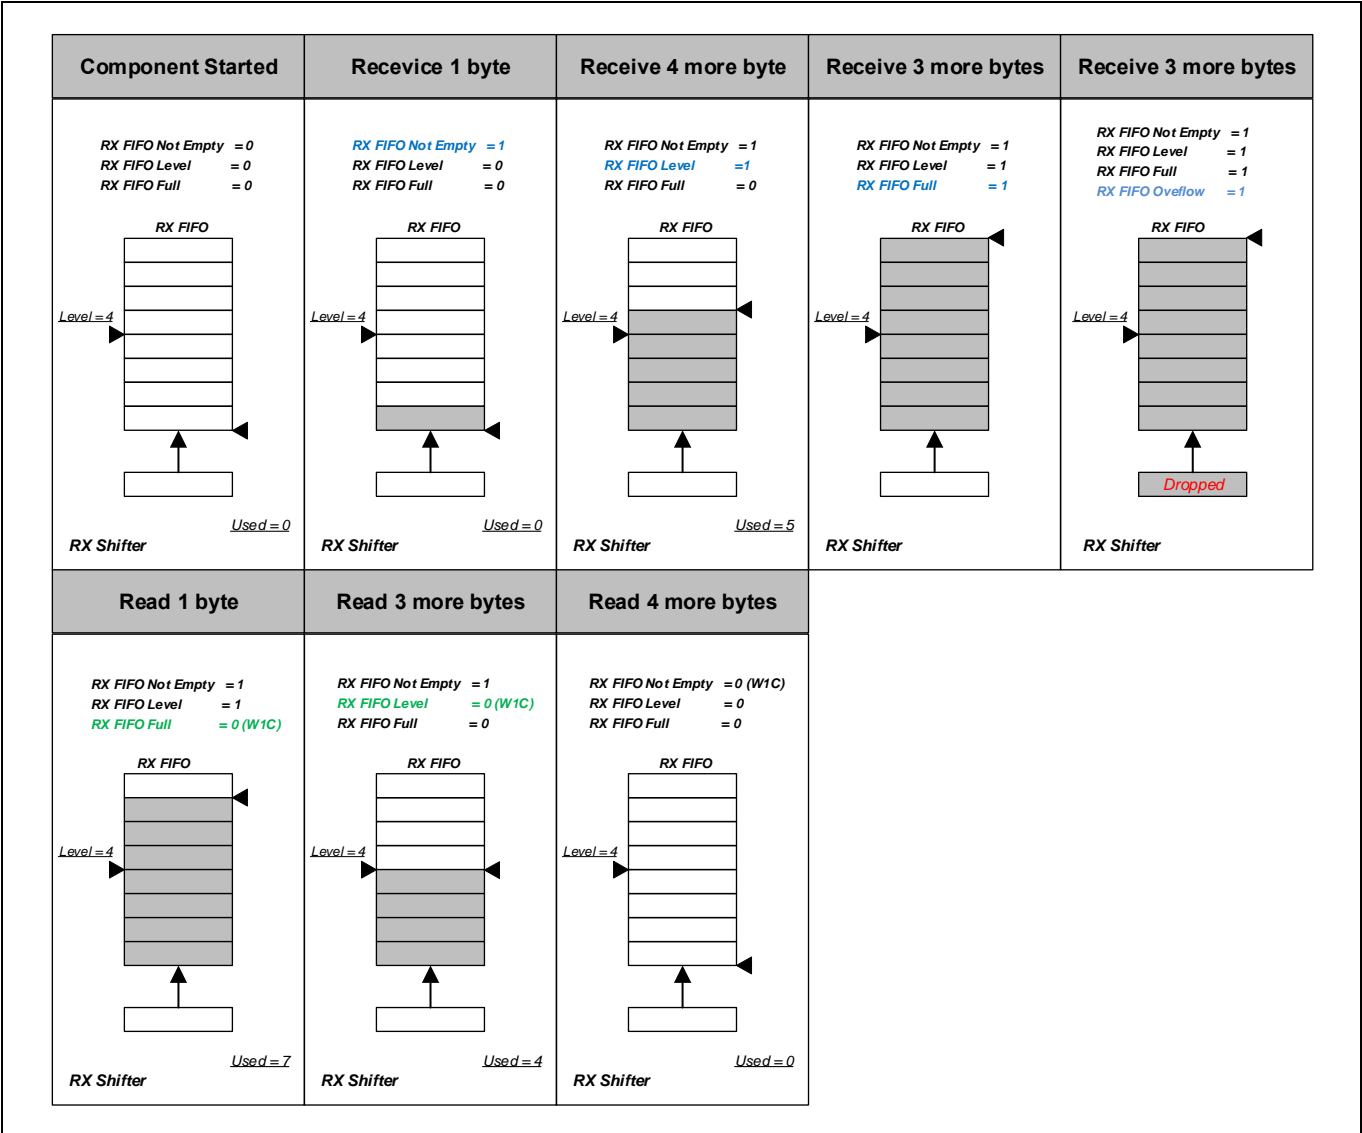 Component Started
RX FIFO Not Empty = 0
RX FIFO Level = 0
RX FIFO Full = 0
RX FIFO
Level = 4
Used = 0
RX Shifter
Recevice 1 byte
RX FIFO Not Empty = 1
RX FIFO Level = 0
RX FIFO Full = 0
RX FIFO
Level = 4
Used = 0
RX Shifter
Receive 4 more byte
RX FIFO Not Empty = 1
RX FIFO Level =1
RX FIFO Full = 0
RX FIFO
Level = 4
Used = 5
RX Shifter
Receive 3 more bytes
RX FIFO Not Empty = 1
RX FIFO Level = 1
RX FIFO Full = 1
RX FIFO
Level = 4
RX Shifter
Receive 3 more bytes
RX FIFO Not Empty = 1
RX FIFO Level = 1
RX FIFO Full = 1
RX FIFO Oveflow = 1
RX FIFO
Level = 4
Dropped
RX Shifter
Read 1 byte
RX FIFO Not Empty = 1
RX FIFO Level = 1
RX FIFO Full = 0 (W1C)
RX FIFO
Level = 4
Used = 7
RX Shifter
Read 3 more bytes
RX FIFO Not Empty = 1
RX FIFO Level = 0 (W1C)
RX FIFO Full = 0
RX FIFO
Level = 4
Used = 4
RX Shifter
Read 4 more bytes
RX FIFO Not Empty = 0 (W1C)
RX FIFO Level = 0
RX FIFO Full = 0
RX FIFO
Level = 4
Used = 0
RX Shifter